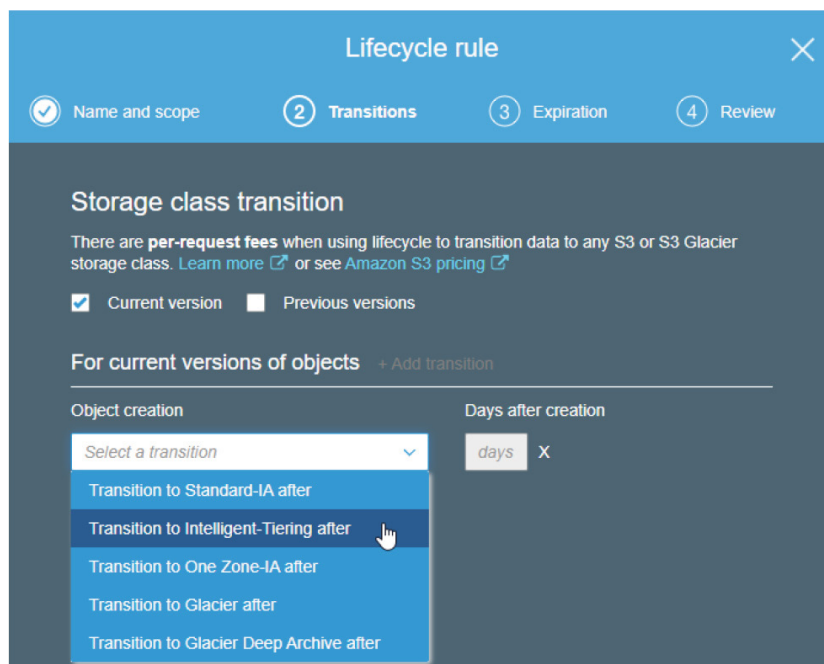 Lifecycle rule
Name and scope
2 Transitions
3 Expiration
4 Review
Storage class transition
There are per-request fees when using lifecycle to transition data to any S3 or S3 Glacier
storage class. Learn more or see Amazon S3 pricing
Current version Previous versions
For current versions of objects + Add transition
Object creation Days after creation
Select a transition days X
Transition to Standard-IA after
Transition to Intelligent-Tiering after
Transition to One Zone-IA after
Transition to Glacier after
Transition to Glacier Deep Archive after